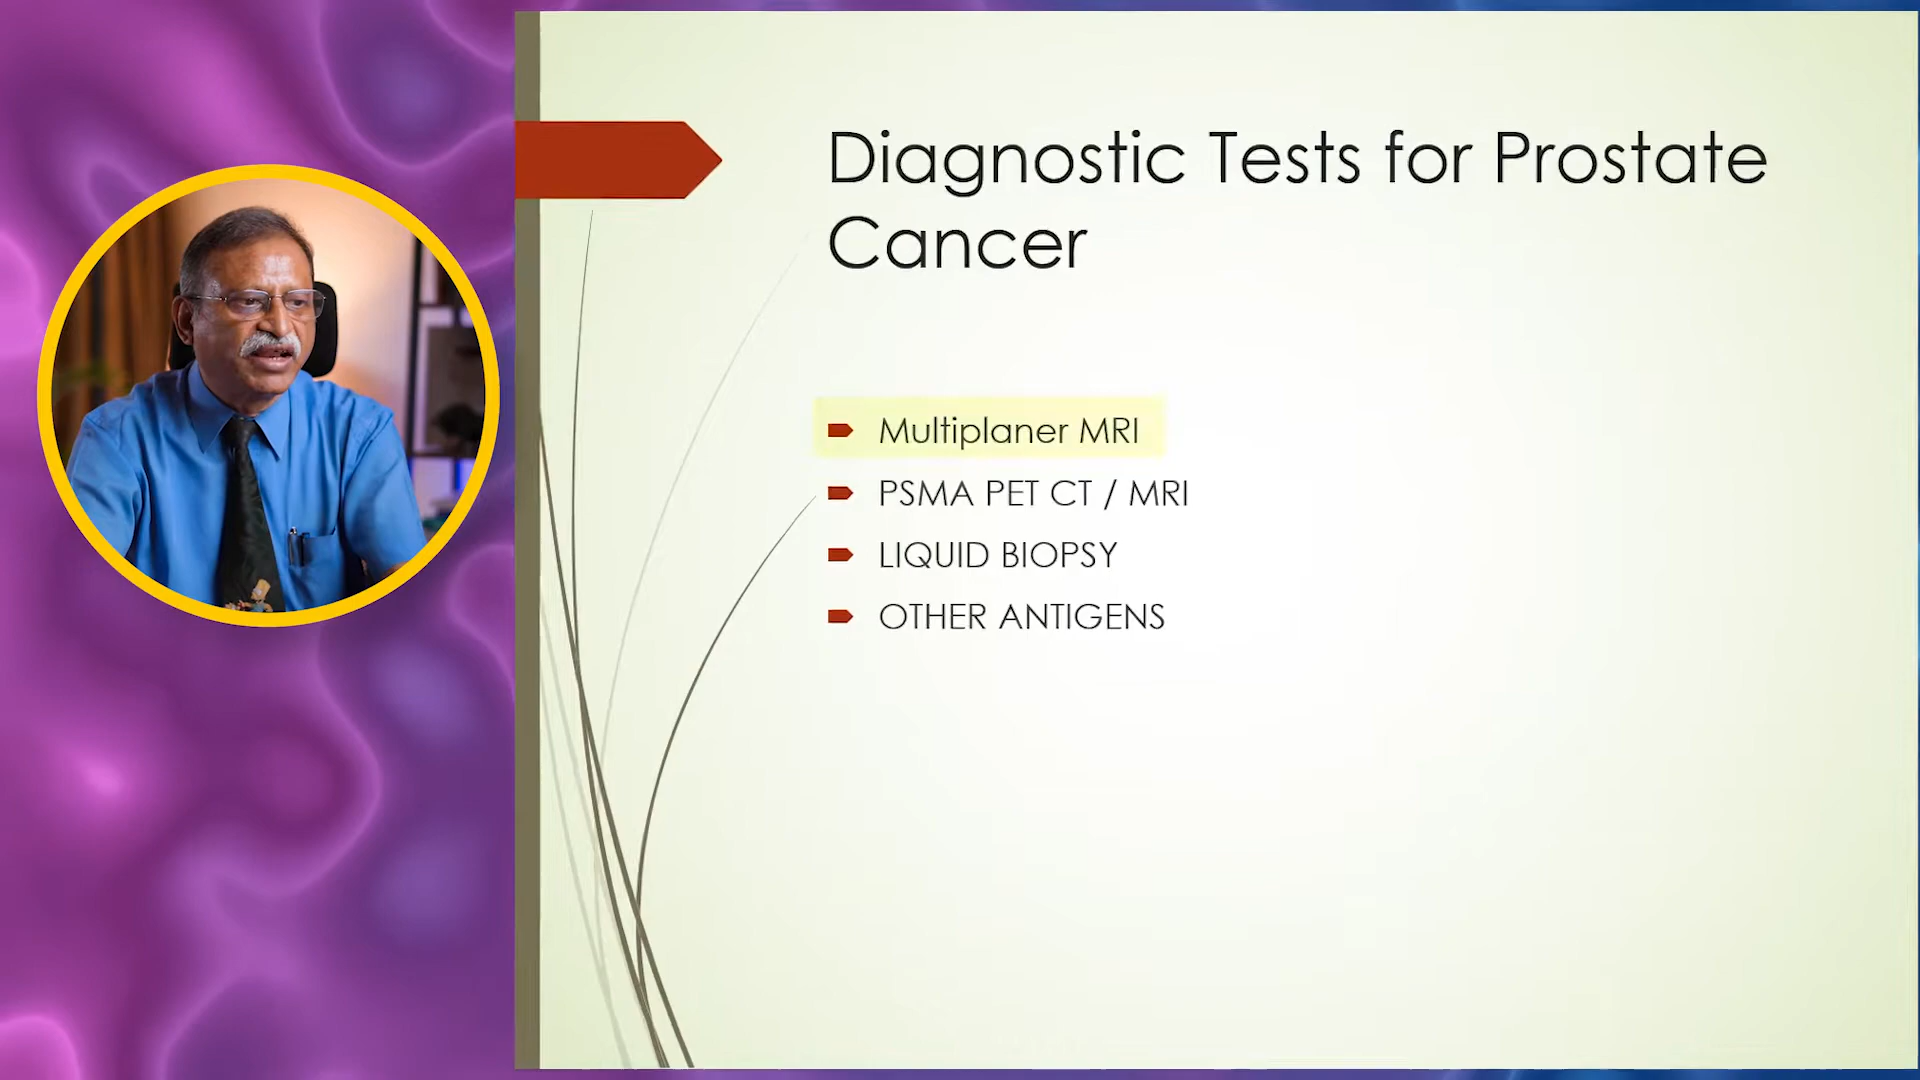 Diagnostic Tests for Prostate
Cancer
Multiplaner MRI
PSMA PET CT / MRI
LIQUID BIOPSY
OTHER ANTIGENS